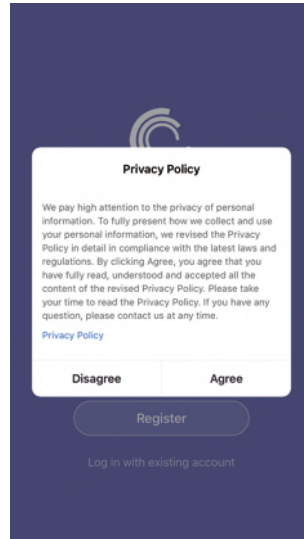 Privacy Policy
We pay high attention to the privacy of personal
information. To fully present how we collect and use
your personal information, we revised the Privacy
Policy in detail in compliance with the latest laws and
regulations. By clicking Agree, you agree that you
have fully read, understood and accepted all the
content of the revised Privacy Policy. Please take
your time to read the Privacy Policy. If you have any
question, please contact us at any time.
Privacy Policy
Disagree Agree
Register
Log in with existing account